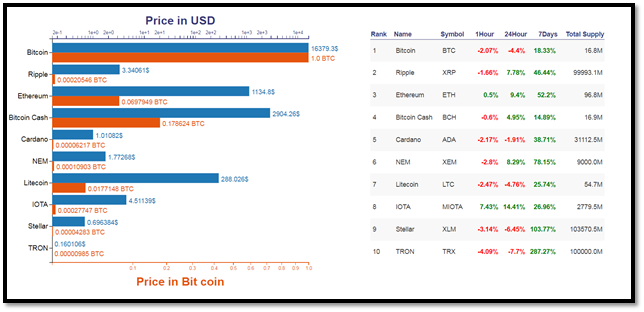 Price in USD
2e-1 1e+0 2e+0 1e+1 2e+1 1e+2 2e+2 1e+3 2e+3 1e+4
Bitcoin 16379.3$
1.0 BTC
Ripple 3.34061$
0.00020546 BTC
Ethereum 1134.8$
0.0697949 BTC
Bitcoin Cash 2904.26$
0.178624 BTC
Cardano 1.01082$
0.00006217 BTC
NEM 1.77268$
0.00010903 BTC
Litecoin 288.026$
0.0177148 BTC
IOTA 4.51139$
0.00027747 BTC
Stellar 0.696384$
0.00004283 BTC
TRON 0.160106$
0.00000985 BTC
0.1 0.2 0.3 0.4 0.5 0.6 0.7 0.8 0.9 1.0
Price in Bit coin
Rank Name Symbol 1Hour 24Hour 7Days Total Supply
1 Bitcoin BTC -2.07% -4.4% 18.33% 16.8M
2 Ripple XRP -1.66% 7.78% 46.44% 99993.1M
3 Ethereum ETH 0.5% 9.4% 52.2% 96.8M
4 Bitcoin Cash BCH -0.6% 4.95% 14.89% 16.9M
5 Cardano ADA -2.17% -1.91% 38.71% 31112.5M
6 NEM XEM -2.8% 8.29% 78.15% 9000.0M
7 Litecoin LTC -2.47% -4.76% 25.74% 54.7M
8 IOTA MIOTA 7.43% 14.41% 26.96% 2779.5M
9 Stellar XLM -3.14% -6.45% 103.77% 103570.5M
10 TRON TRX -4.09% -7.7% 287.27% 100000.0M